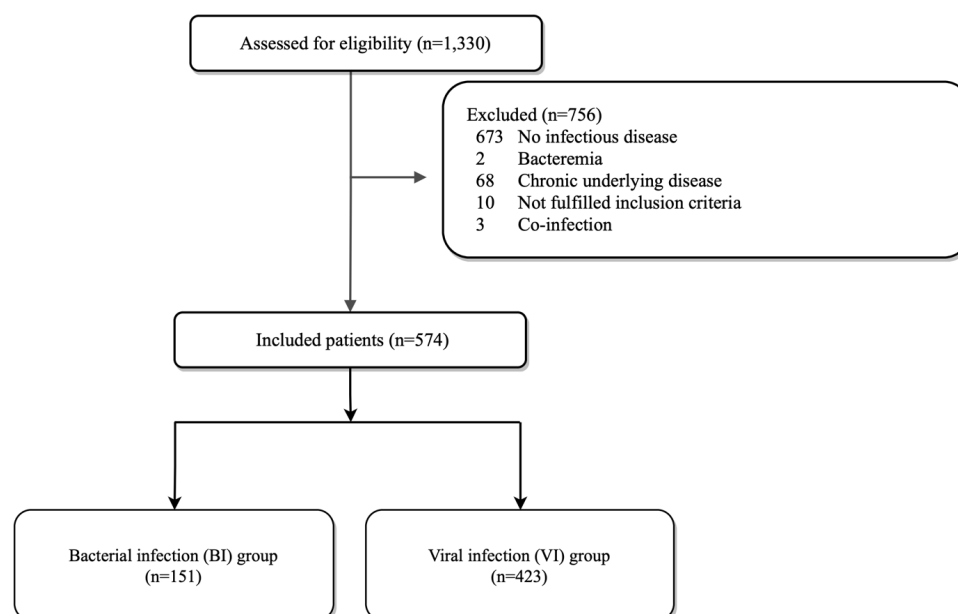 Assessed for eligibility (n=1,330)
Excluded (n=756)
673 No infectious disease
2 Bacteremia
68 Chronic underlying disease
10 Not fulfilled inclusion criteria
3 Co-infection
Included patients (n=574)
Bacterial infection (BI) group
(n=151)
Viral infection (VI) group
(n=423)